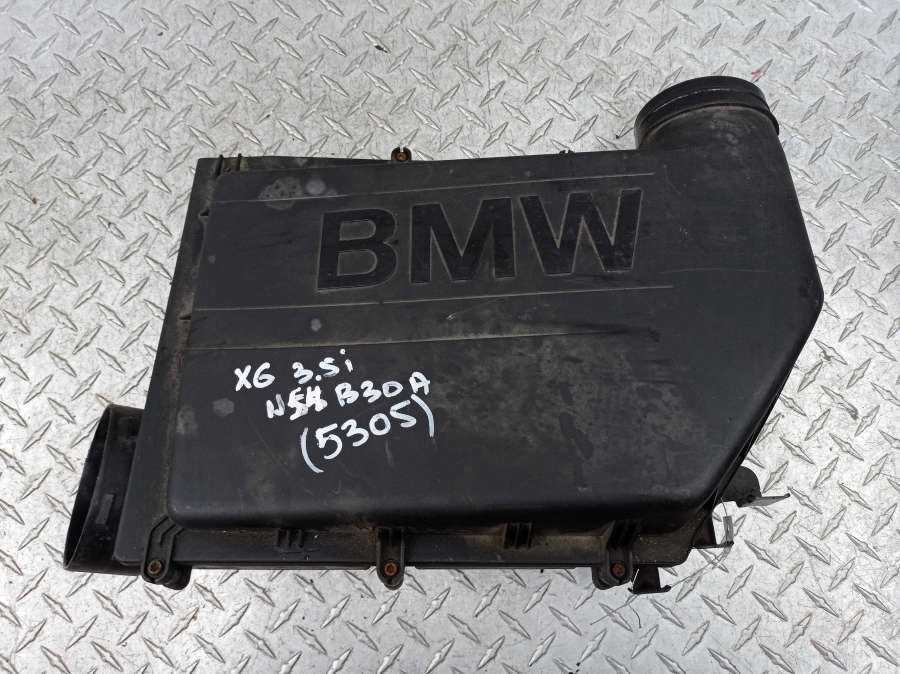 BMW
X6 3.5i
N54 B30A
(5305)